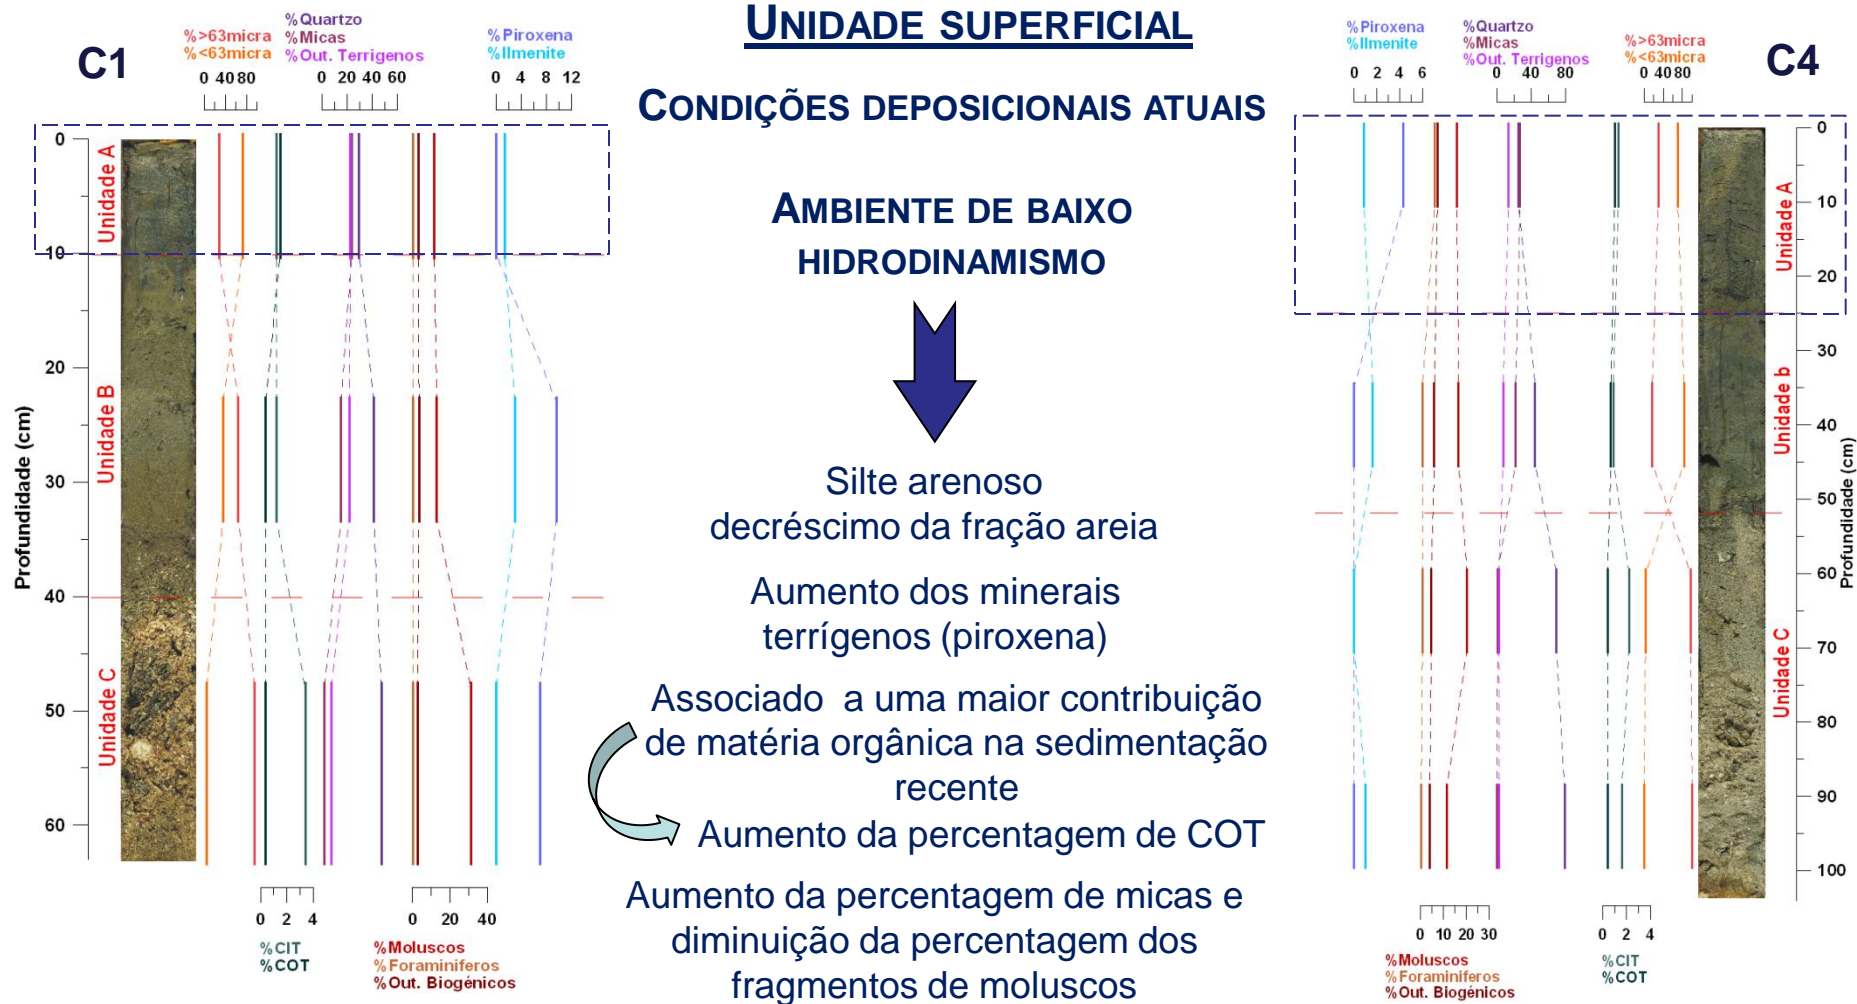 UNIDADE SUPERFICIAL
CONDIÇÕES DEPOSICIONAIS ATUAIS
AMBIENTE DE BAIXO
HIDRODINAMISMO
Silte arenoso
decréscimo da fração areia
Aumento dos minerais
terrígenos (piroxena)
Associado a uma maior contribuição
de matéria orgânica na sedimentação
recente
Aumento da percentagem de COT
Aumento da percentagem de micas e
diminuição da percentagem dos
fragmentos de moluscos
C1
%>63micra
%<63micra
0 40 80
%Quartzo
%Micas
%Out. Terrigenos
0 20 40 60
%Piroxena
%Ilmenite
0 4 8 12
Profundidade (cm)
0
10
20
30
40
50
60
Unidade A
Unidade B
Unidade C
0 2 4
%CIT
%COT
0 20 40
%Moluscos
%Foraminiferos
%Out. Biogénicos
C4
%Piroxena
%Ilmenite
0 2 4 6
%Quartzo
%Micas
%Out. Terrigenos
0 40 80
%>63micra
%<63micra
0 40 80
0
10
20
30
40
50
60
70
80
90
100
Profundidade (cm)
Unidade A
Unidade b
Unidade C
0 10 20 30
%Moluscos
%Foraminiferos
%Out. Biogénicos
0 2 4
%CIT
%COT